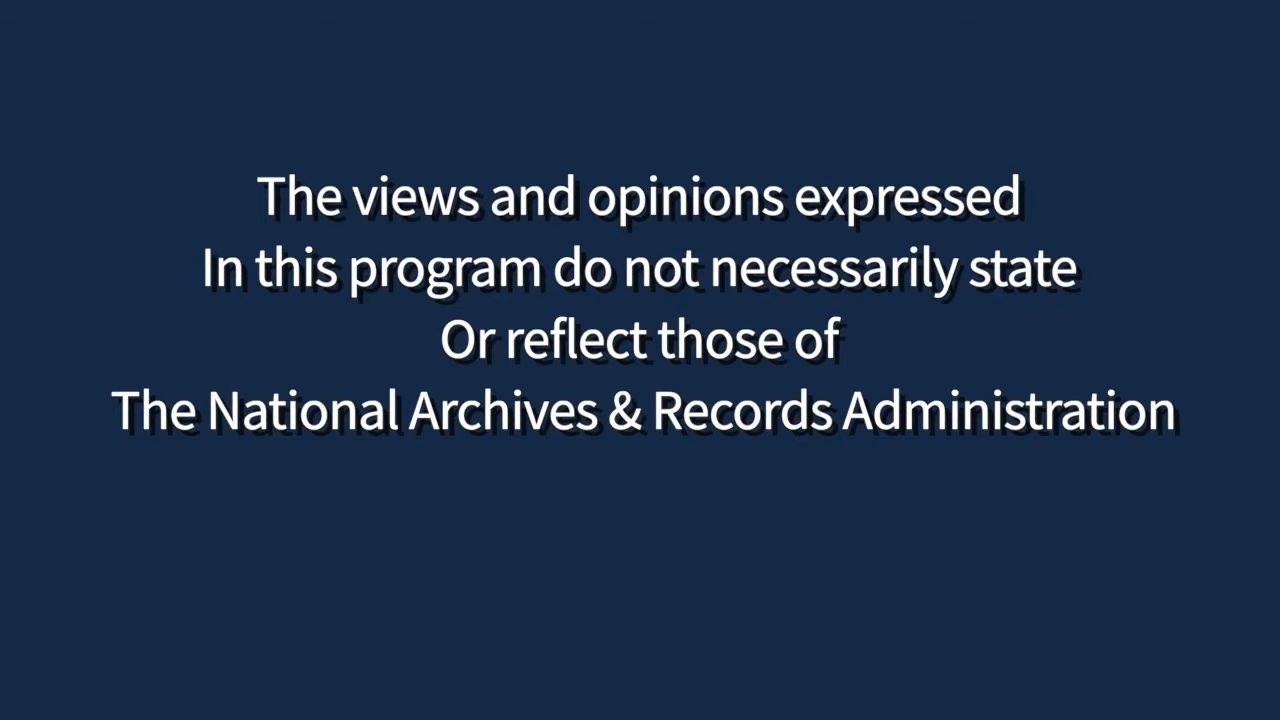 The views and opinions expressed
In this program do not necessarily state
Or reflect those of
The National Archives & Records Administration